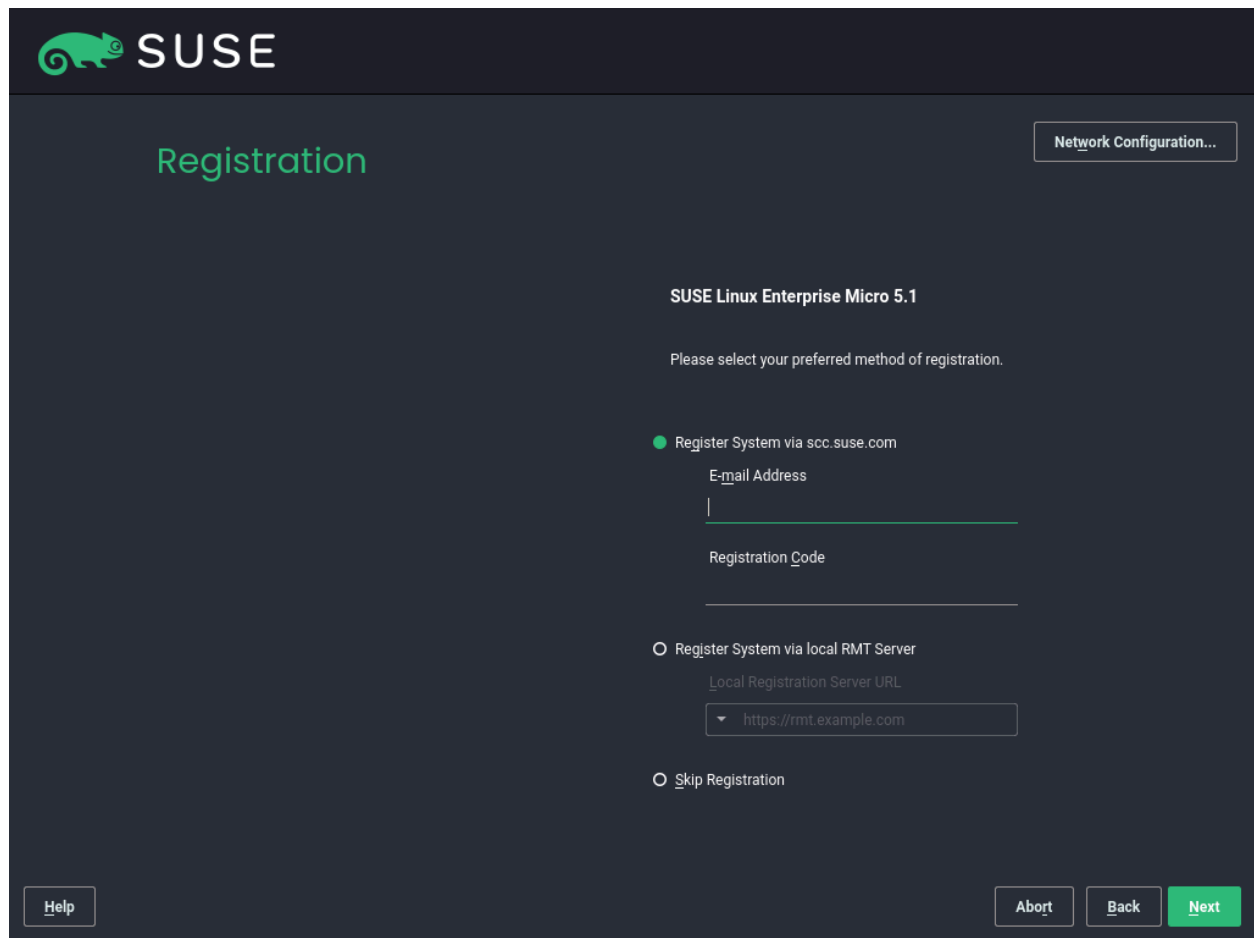 SUSE
Network Configuration...
Registration
SUSE Linux Enterprise Micro 5.1
Please select your preferred method of registration.
Register System via scc.suse.com
E-mail Address
Registration Code
Register System via local RMT Server
Local Registration Server URL
https://rmt.example.com
Skip Registration
Help
Abort
Back
Next